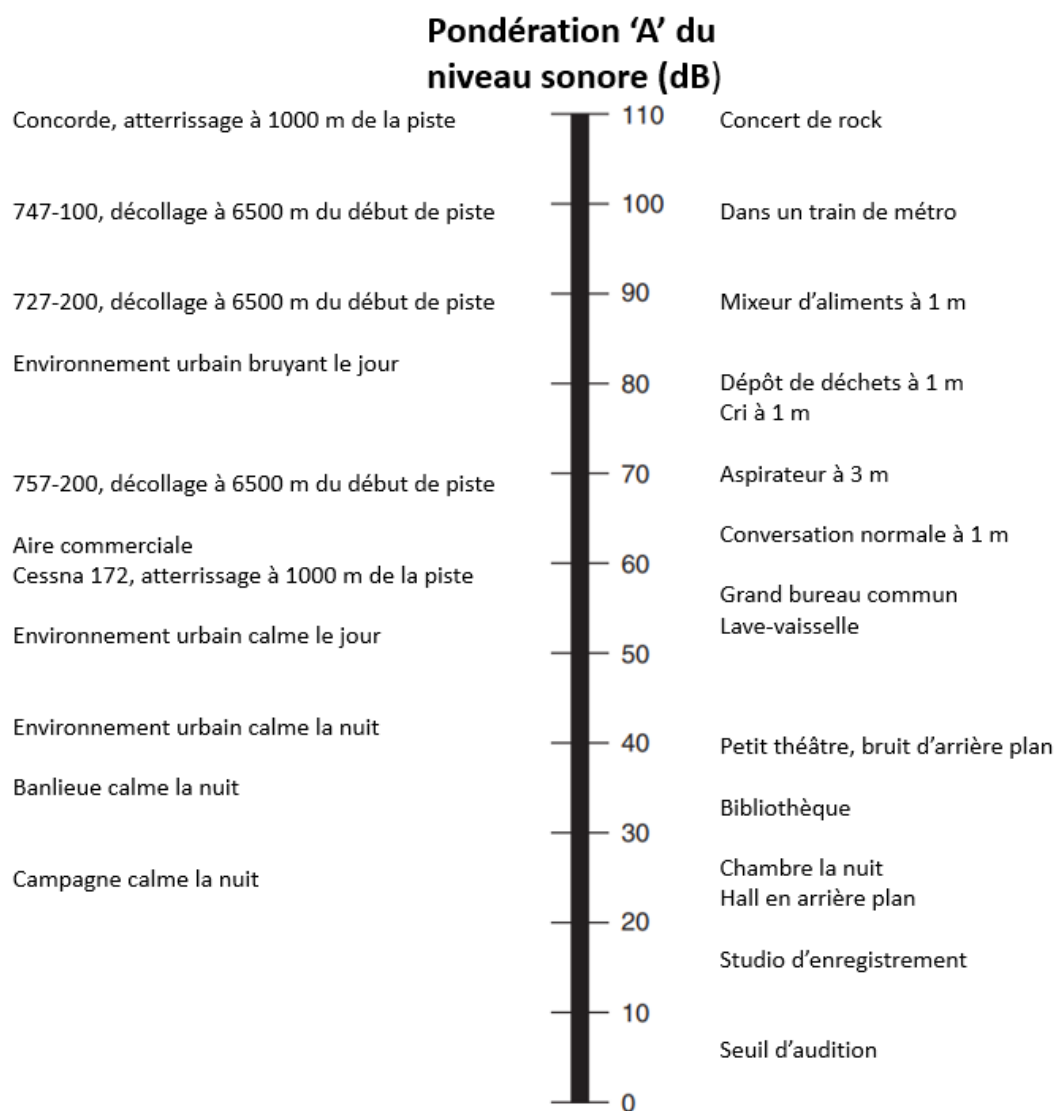 Pondération ‘A’ du
niveau sonore (dB)
Concorde, atterrissage à 1000 m de la piste
110
Concert de rock
747-100, décollage à 6500 m du début de piste
100
Dans un train de métro
727-200, décollage à 6500 m du début de piste
90
Mixeur d’aliments à 1 m
Environnement urbain bruyant le jour
80
Dépôt de déchets à 1 m
Cri à 1 m
757-200, décollage à 6500 m du début de piste
70
Aspirateur à 3 m
Aire commerciale
Conversation normale à 1 m
Cessna 172, atterrissage à 1000 m de la piste
60
Grand bureau commun
Lave-vaisselle
Environnement urbain calme le jour
50
Environnement urbain calme la nuit
40
Petit théâtre, bruit d’arrière plan
Banlieue calme la nuit
Bibliothèque
30
Campagne calme la nuit
Chambre la nuit
Hall en arrière plan
20
Studio d’enregistrement
10
Seuil d’audition
0